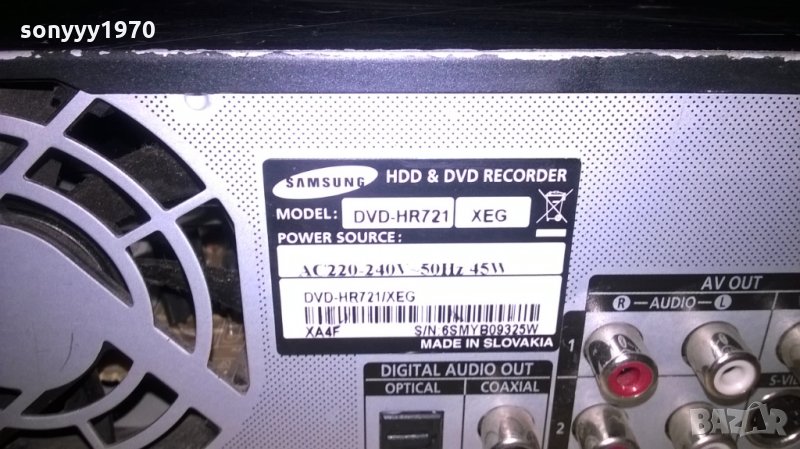 sonyyy1970
SAMSUNG HDD & DVD RECORDER
MODEL: DVD-HR721 XEG
POWER SOURCE:
AC220-240V~50Hz 45W
DVD-HR721/XEG
XA4F S/N:6SMYB09325W
MADE IN SLOVAKIA
AV OUT
R AUDIO L
DIGITAL AUDIO OUT
OPTICAL COAXIAL
1
2
BAZAR